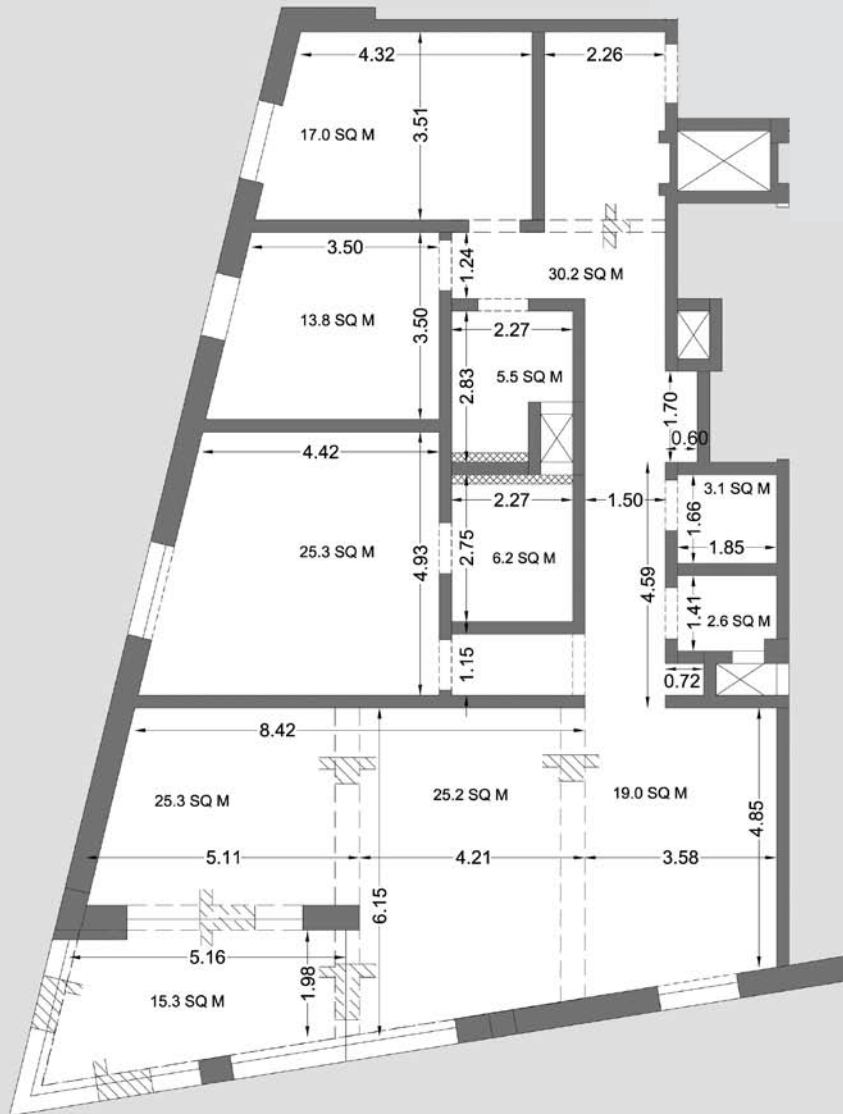 4.32
2.26
3.51
17.0 SQ M
3.50
1.24
30.2 SQ M
13.8 SQ M
3.50
2.27
2.83
5.5 SQ M
1.70
0.60
4.42
2.27
1.50
3.1 SQ M
1.66
1.85
25.3 SQ M
4.93
2.75
6.2 SQ M
4.59
1.41
2.6 SQ M
1.15
0.72
8.42
25.3 SQ M
25.2 SQ M
19.0 SQ M
4.85
5.11
4.21
3.58
6.15
5.16
1.98
15.3 SQ M